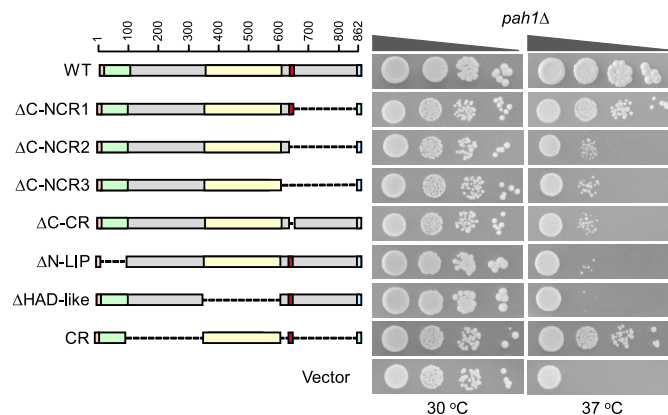 pah1Δ
1 100 200 300 400 500 600 700 800 862
WT
ΔC-NCR1
ΔC-NCR2
ΔC-NCR3
ΔC-CR
ΔN-LIP
ΔHAD-like
CR
Vector
30 °C 37 °C